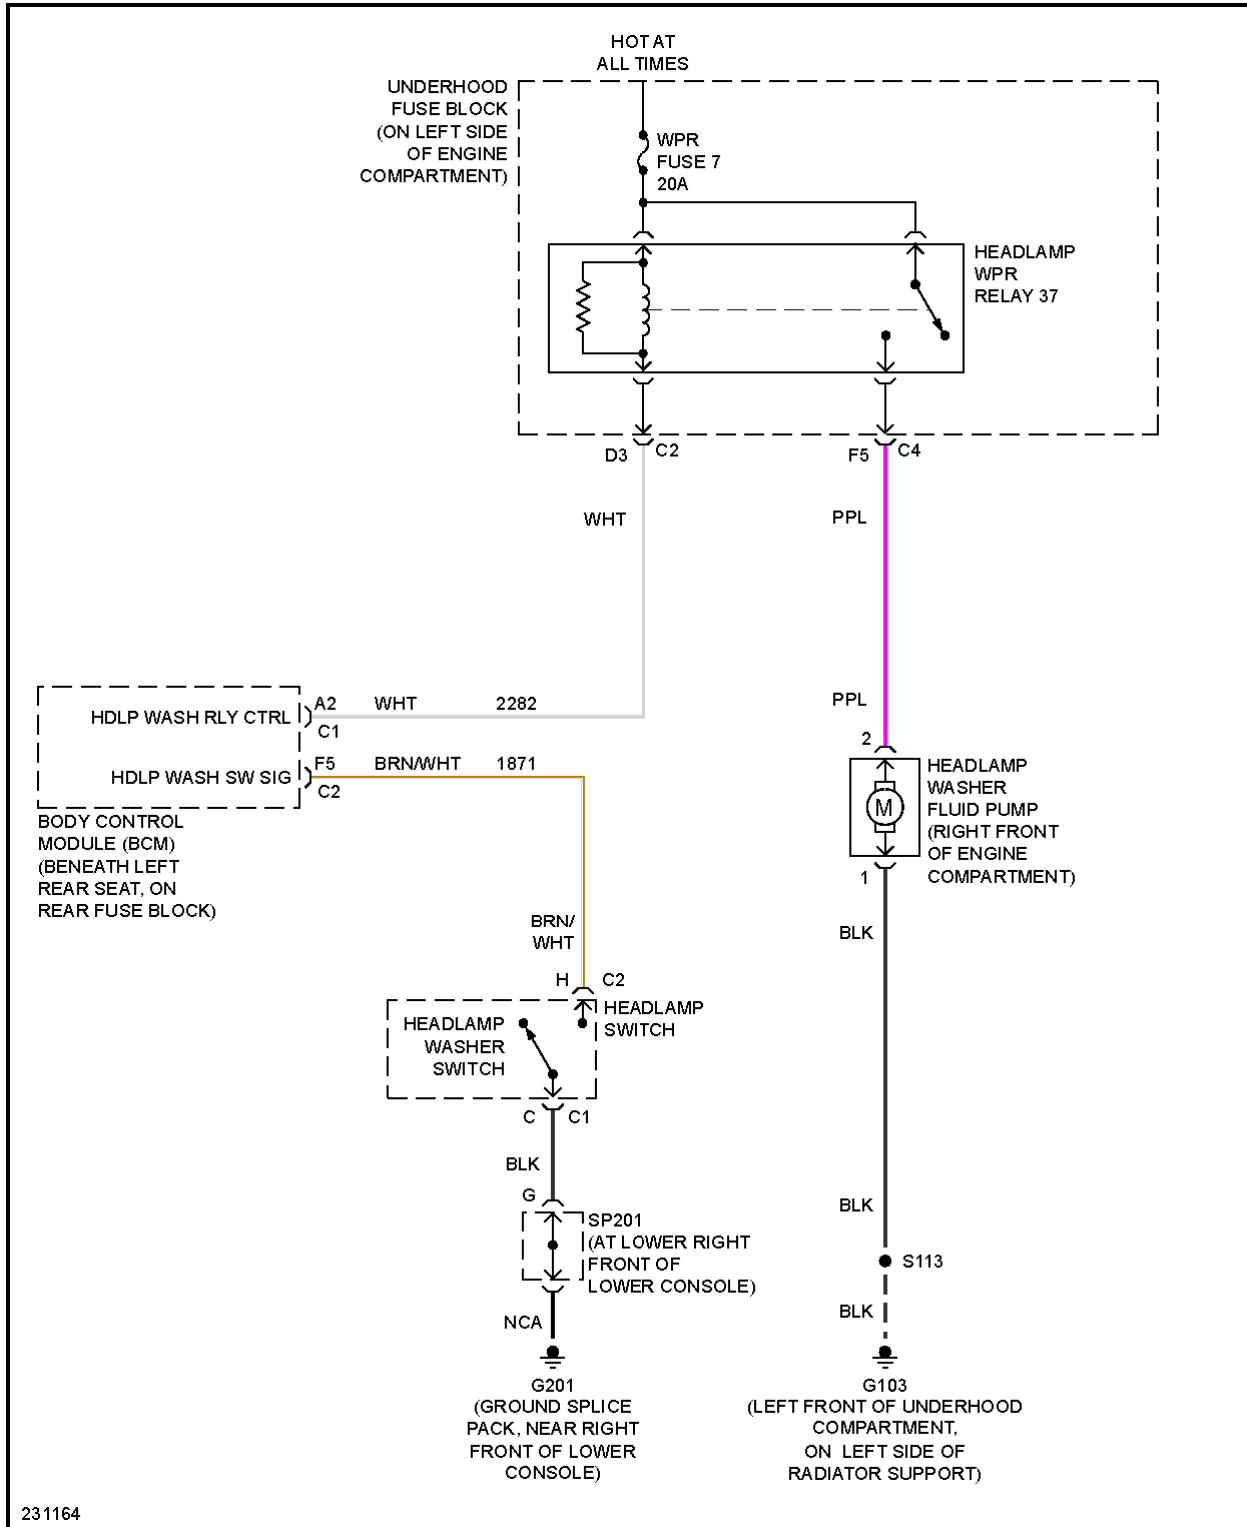 HOT AT
ALL TIMES
UNDERHOOD
FUSE BLOCK
(ON LEFT SIDE
OF ENGINE
COMPARTMENT)
WPR
FUSE 7
20A
HEADLAMP
WPR
RELAY 37
D3 C2
F5 C4
WHT
PPL
HDLP WASH RLY CTRL
A2 WHT 2282
C1
HDLP WASH SW SIG
F5 BRN/WHT 1871
C2
BODY CONTROL
MODULE (BCM)
(BENEATH LEFT
REAR SEAT, ON
REAR FUSE BLOCK)
PPL
2
M
HEADLAMP
WASHER
FLUID PUMP
(RIGHT FRONT
OF ENGINE
COMPARTMENT)
1
BLK
BRN/
WHT
H C2
HEADLAMP
SWITCH
HEADLAMP
WASHER
SWITCH
C C1
BLK
G
SP201
(AT LOWER RIGHT
FRONT OF
LOWER CONSOLE)
NCA
G201
(GROUND SPLICE
PACK, NEAR RIGHT
FRONT OF LOWER
CONSOLE)
BLK
S113
BLK
G103
(LEFT FRONT OF UNDERHOOD
COMPARTMENT,
ON LEFT SIDE OF
RADIATOR SUPPORT)
231164